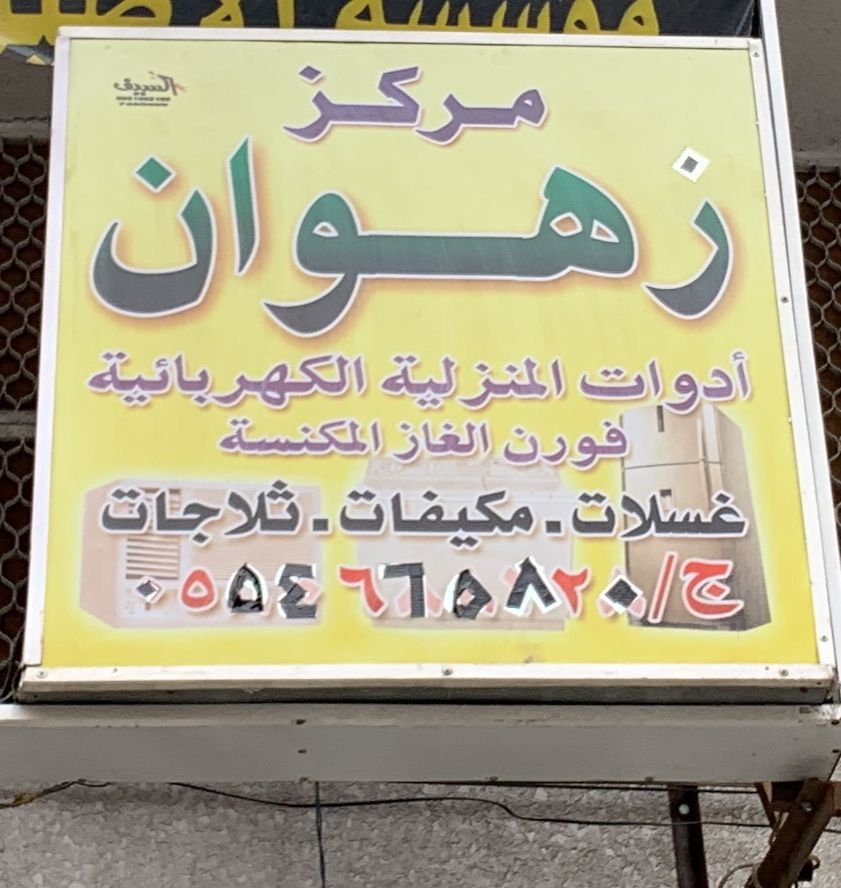 مركز
زهوان
أدوات المنزلية الكهربائية
فورن الغاز المكنسة
غسلات . مكيفات . ثلاجات
ج/ ٠٥٥٤٦٦٥٨٢٠